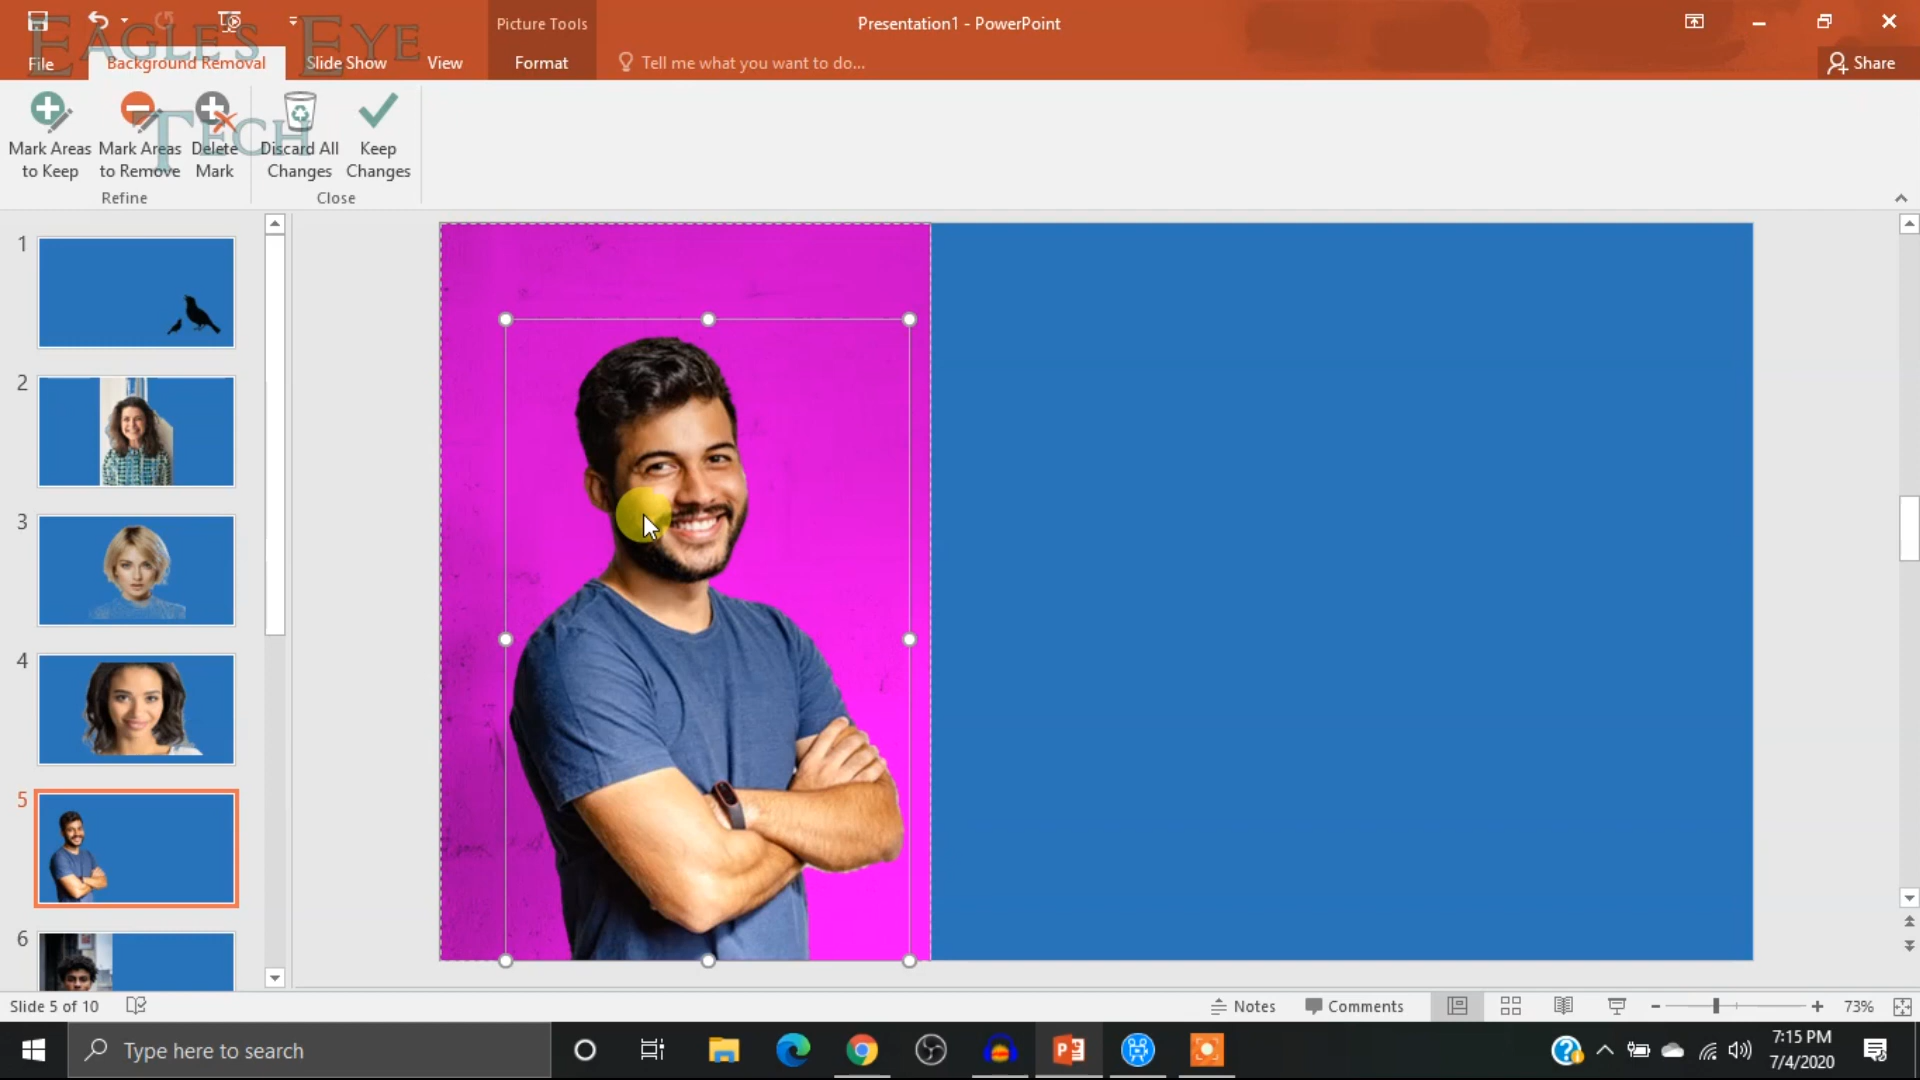 Picture Tools
Presentation1 - PowerPoint
EAGLE'S EYE
TECH
File
Background Removal
Slide Show
View
Format
Tell me what you want to do...
Share
Mark Areas to Keep
Mark Areas to Remove
Delete Mark
Discard All Changes
Keep Changes
Refine
Close
1
2
3
4
5
6
Slide 5 of 10
Notes
Comments
73%
Type here to search
7:15 PM
7/4/2020